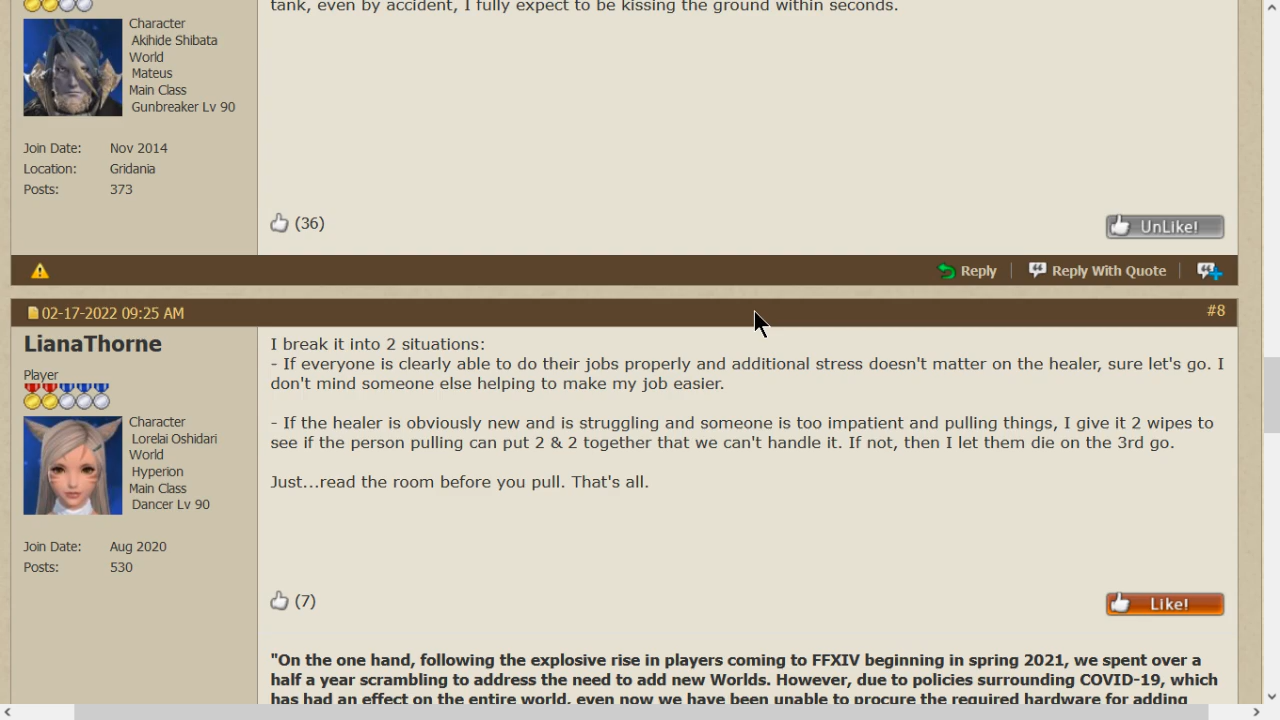 tank, even by accident, I fully expect to be kissing the ground within seconds.
Character
Akihide Shibata
World
Mateus
Main Class
Gunbreaker Lv 90
Join Date: Nov 2014
Location: Gridania
Posts: 373
(36)
UnLike!
Reply
Reply With Quote
02-17-2022 09:25 AM
#8
LianaThorne
Player
Character
Lorelai Oshidari
World
Hyperion
Main Class
Dancer Lv 90
Join Date: Aug 2020
Posts: 530
I break it into 2 situations:
- If everyone is clearly able to do their jobs properly and additional stress doesn't matter on the healer, sure let's go. I
don't mind someone else helping to make my job easier.
- If the healer is obviously new and is struggling and someone is too impatient and pulling things, I give it 2 wipes to
see if the person pulling can put 2 & 2 together that we can't handle it. If not, then I let them die on the 3rd go.
Just...read the room before you pull. That's all.
(7)
Like!
"On the one hand, following the explosive rise in players coming to FFXIV beginning in spring 2021, we spent over a
half a year scrambling to address the need to add new Worlds. However, due to policies surrounding COVID-19, which
has had an effect on the entire world, even now we have been unable to procure the required hardware for adding